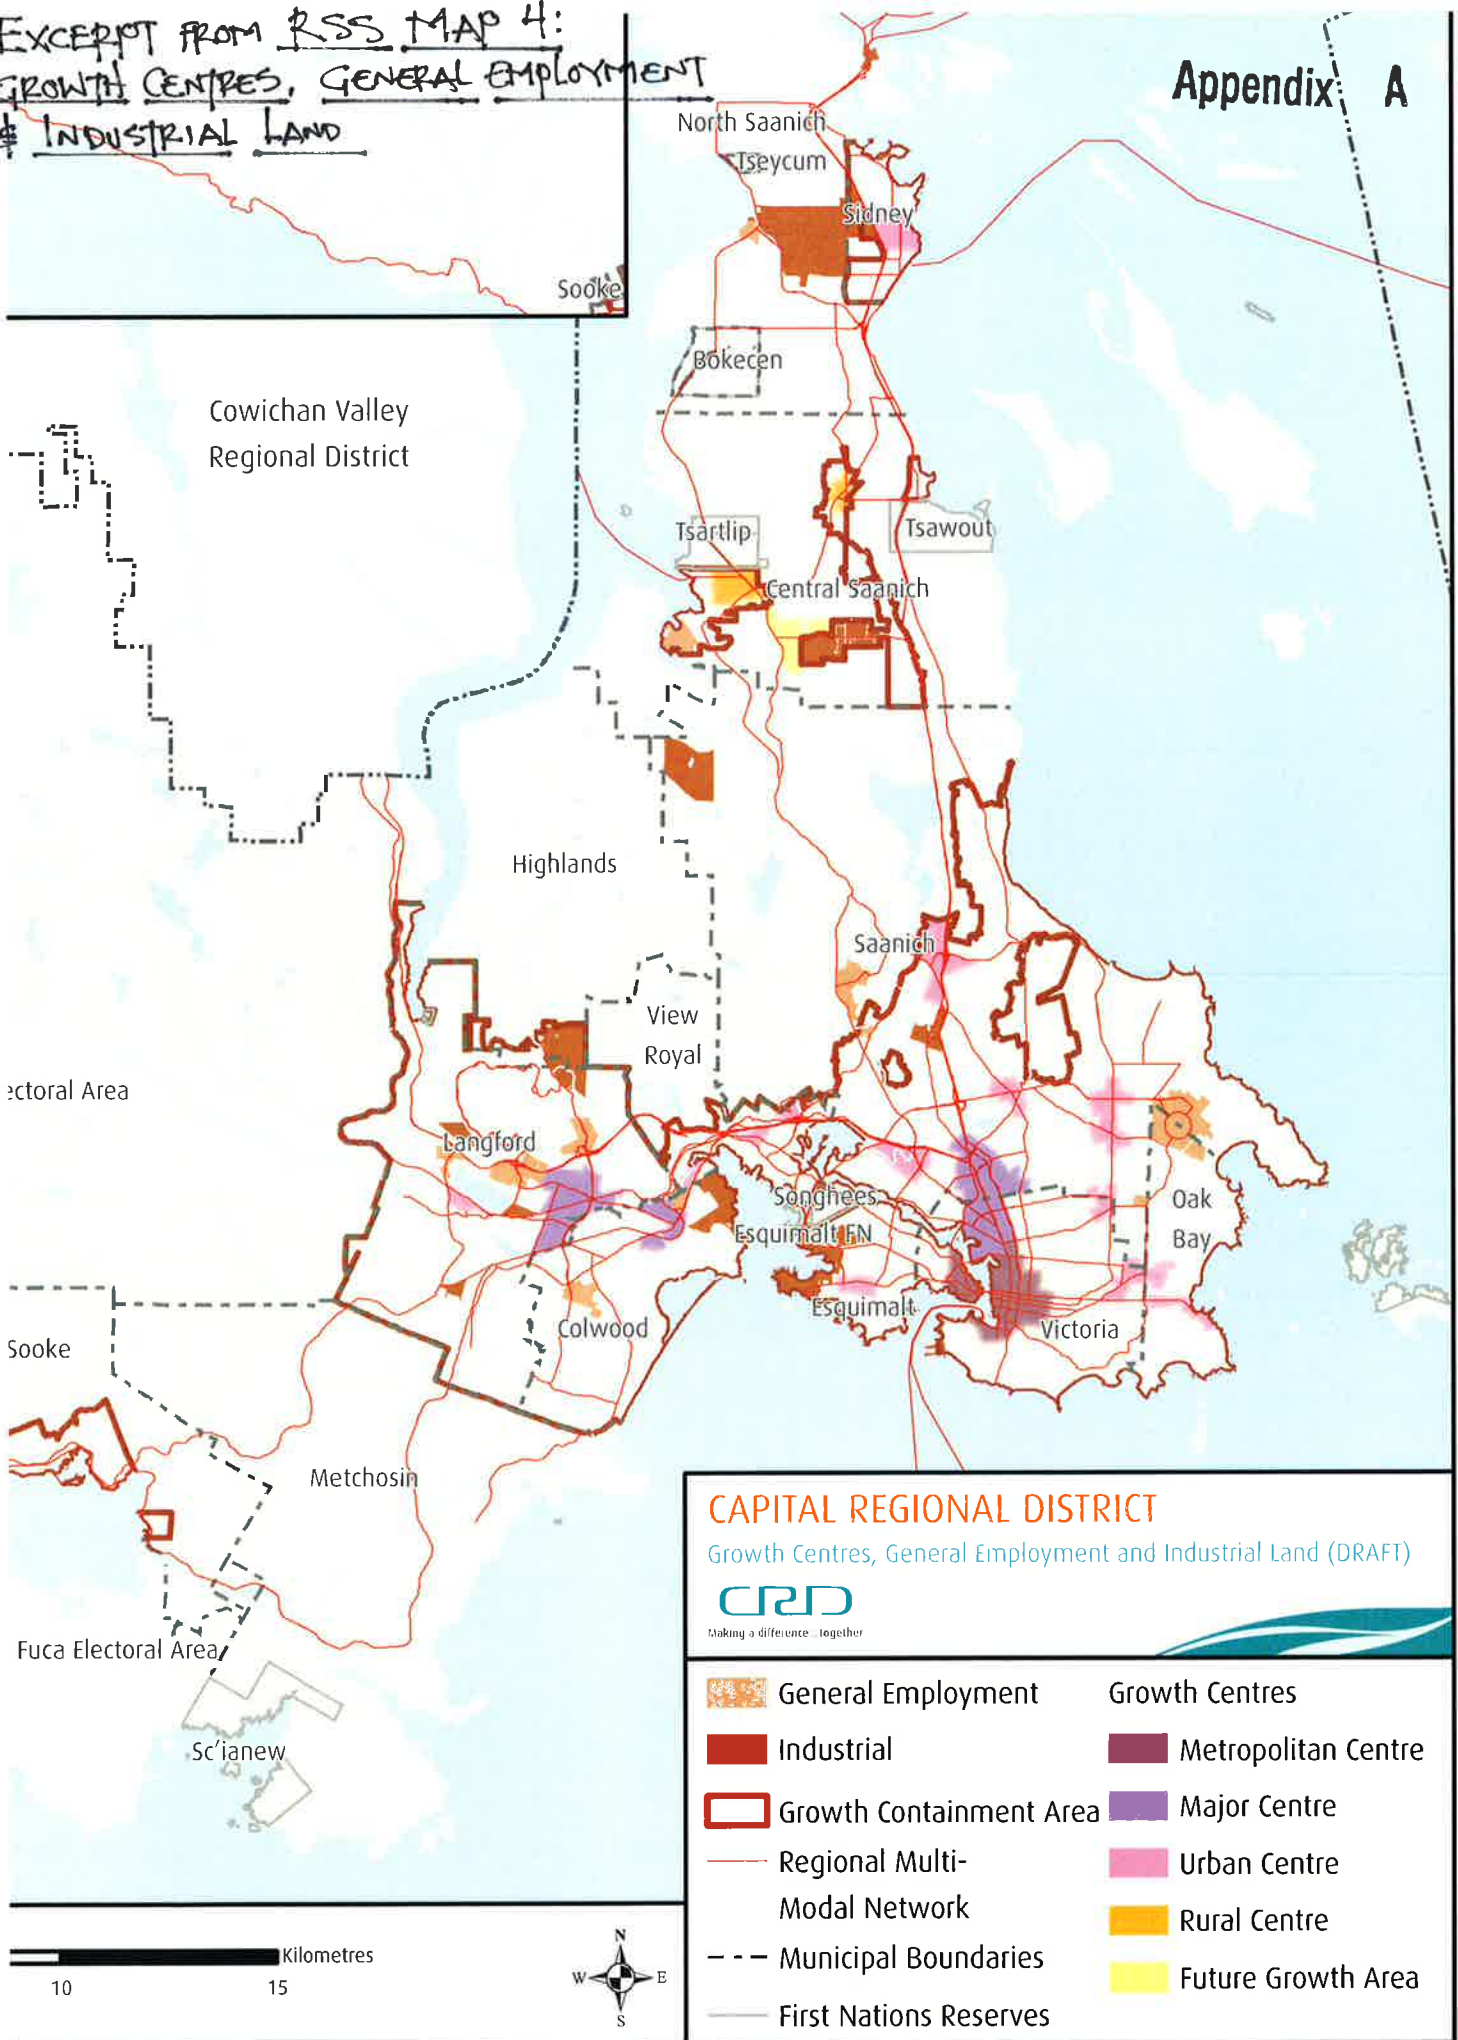 EXCERPT FROM RSS MAP 4:
GROWTH CENTRES, GENERAL EMPLOYMENT
& INDUSTRIAL LAND
Appendix A
North Saanich
Tseycum
Sidney
Sooke
Bokecen
Cowichan Valley
Regional District
Tsartlip
Tsawout
Central Saanich
Highlands
Saanich
View
Royal
ectoral Area
Langford
Songhees
Esquimalt FN
Oak
Bay
Esquimalt
Victoria
Colwood
Sooke
Metchosin
Fuca Electoral Area
Sc'ianew
CAPITAL REGIONAL DISTRICT
Growth Centres, General Employment and Industrial Land (DRAFT)
CRD
Making a difference...together
General Employment
Industrial
Growth Containment Area
Regional Multi-
Modal Network
Municipal Boundaries
First Nations Reserves
Growth Centres
Metropolitan Centre
Major Centre
Urban Centre
Rural Centre
Future Growth Area
Kilometres
10 15
N
W E
S